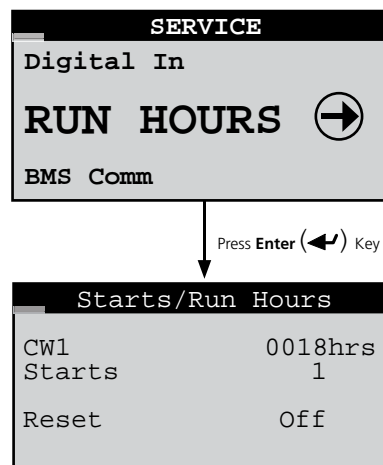 SERVICE
Digital In
RUN HOURS
BMS Comm
Press Enter (↵) Key
Starts/Run Hours
CW1 0018hrs
Starts 1
Reset Off